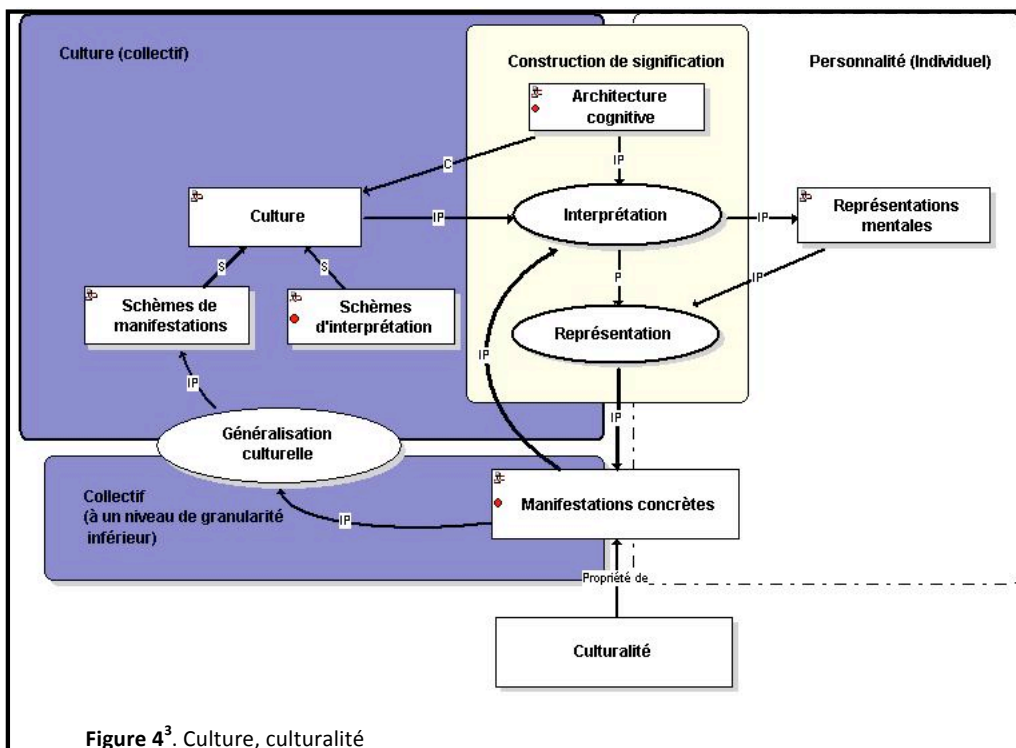 Culture (collectif)
Construction de signification
Personnalité (Individuel)
Architecture
cognitive
C
IP
Culture
IP
Interprétation
IP
Représentations
mentales
S
S
P
IP
Schèmes de
manifestations
Schèmes
d'interprétation
Représentation
IP
IP
IP
Généralisation
culturelle
Collectif
(à un niveau de granularité
inférieur)
IP
Manifestations concrètes
Propriété de
Culturalité
Figure 4³. Culture, culturalité